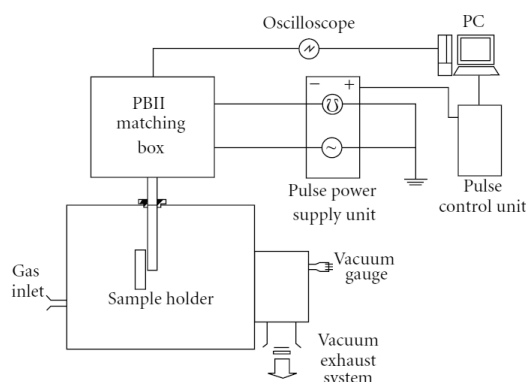 Oscilloscope
PC
PBII
matching
box
− +
Pulse power
supply unit
Pulse
control unit
Gas
inlet
Sample holder
Vacuum
gauge
Vacuum
exhaust
system